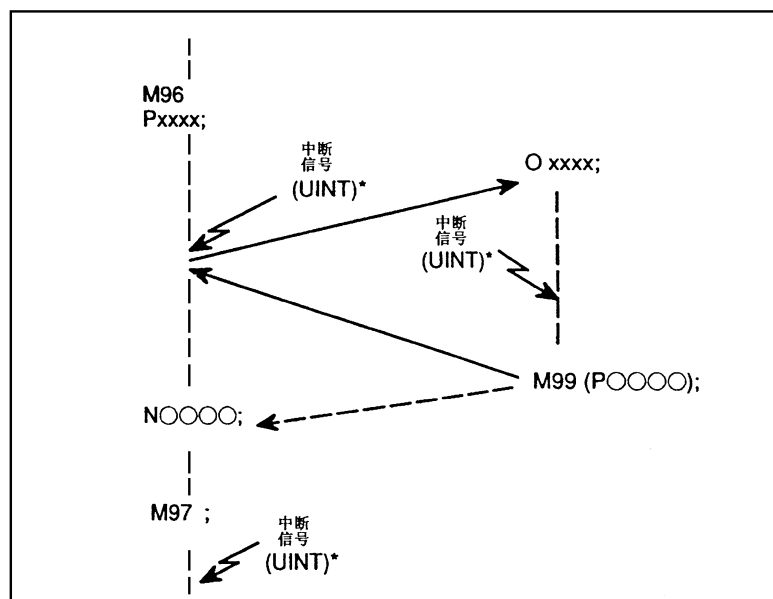 M96
Pxxxx;
中断
信号
(UINT)*
O xxxx;
中断
信号
(UINT)*
M99 (P○○○○);
N○○○○;
M97 ;
中断
信号
(UINT)*